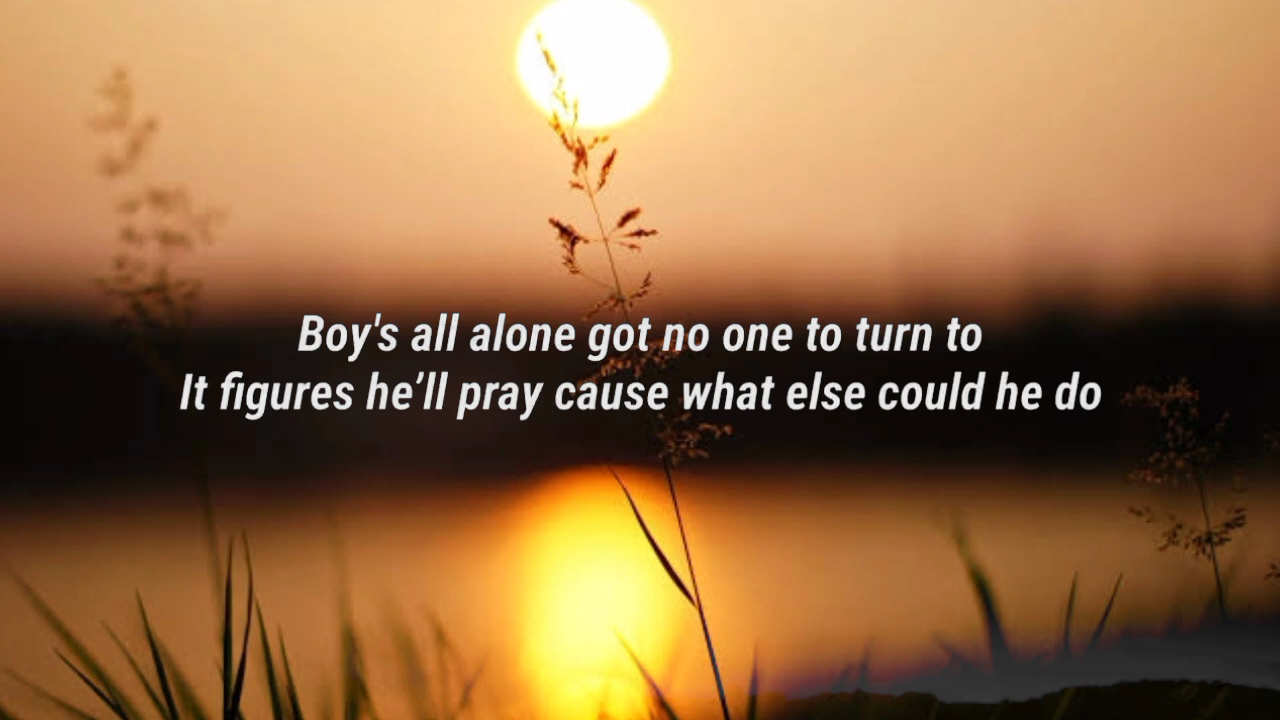 Boy's all alone got no one to turn to
It figures he’ll pray cause what else could he do